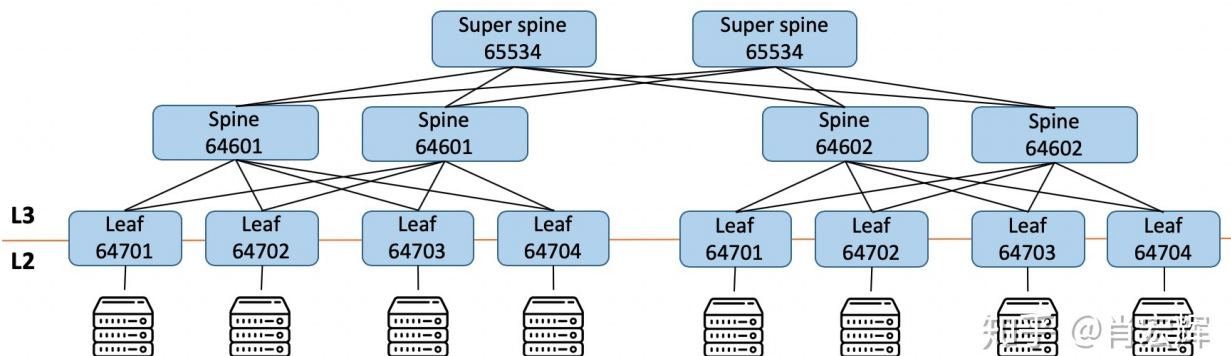 Super spine
65534
Super spine
65534
Spine
64601
Spine
64601
Spine
64602
Spine
64602
L3
L2
Leaf
64701
Leaf
64702
Leaf
64703
Leaf
64704
Leaf
64701
Leaf
64702
Leaf
64703
Leaf
64704
知乎 @肖宏辉